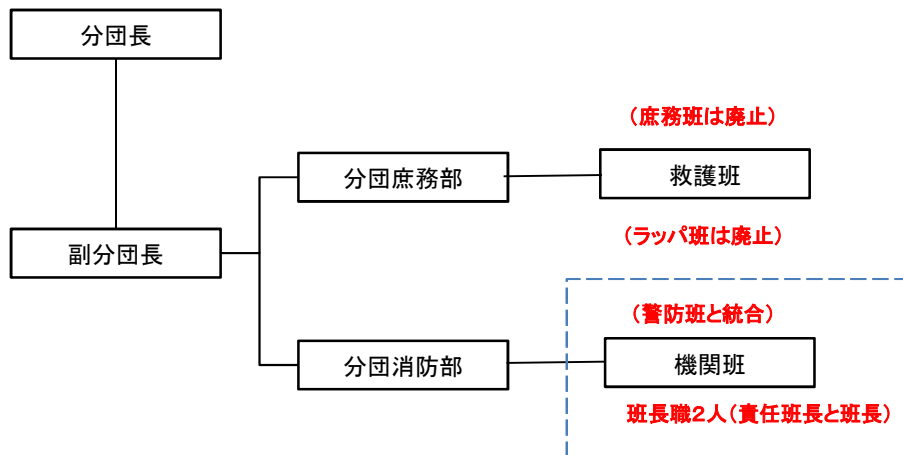 分団長
(庶務班は廃止)
分団庶務部
救護班
(ラッパ班は廃止)
副分団長
(警防班と統合)
分団消防部
機関班
班長職2人(責任班長と班長)